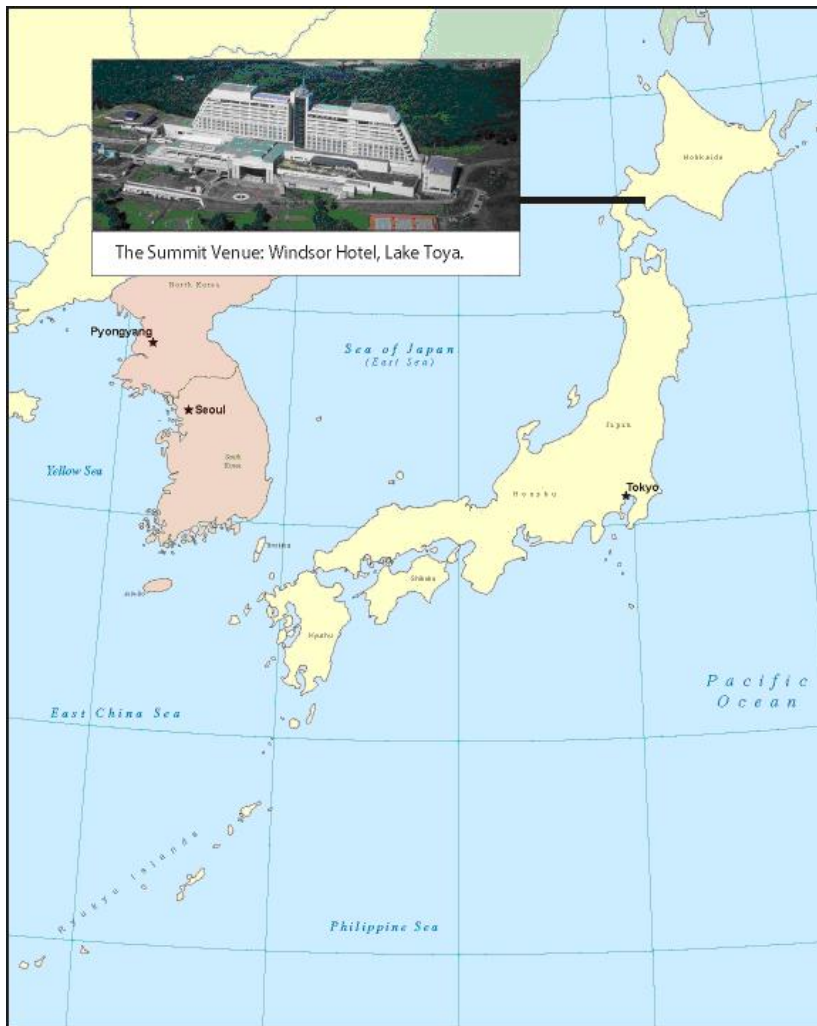 Hokkaido
The Summit Venue: Windsor Hotel, Lake Toya.
North Korea
Pyongyang
Sea of Japan
(East Sea)
Seoul
Japan
South
Korea
Yellow Sea
Tokyo
Honshu
Shikoku
Kyushu
Pacific
Ocean
East China Sea
Ryukyu Islands
Philippine Sea